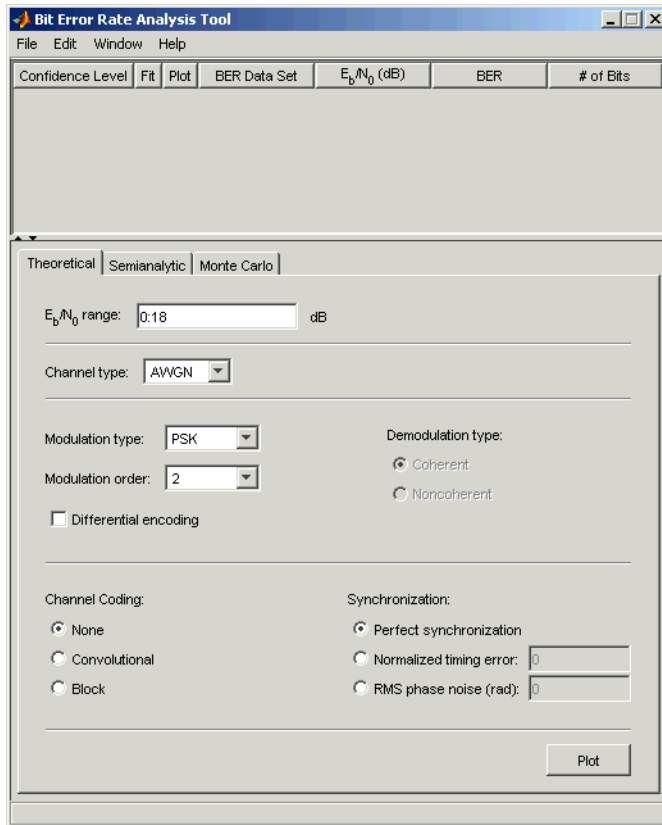 Bit Error Rate Analysis Tool
File Edit Window Help
Confidence Level Fit Plot BER Data Set Eb/N0 (dB) BER # of Bits
Theoretical Semianalytic Monte Carlo
Eb/N0 range: 0:18 dB
Channel type: AWGN
Modulation type: PSK Demodulation type:
Modulation order: 2 Coherent
Noncoherent
Differential encoding
Channel Coding: Synchronization:
None Perfect synchronization
Convolutional Normalized timing error: 0
Block RMS phase noise (rad): 0
Plot